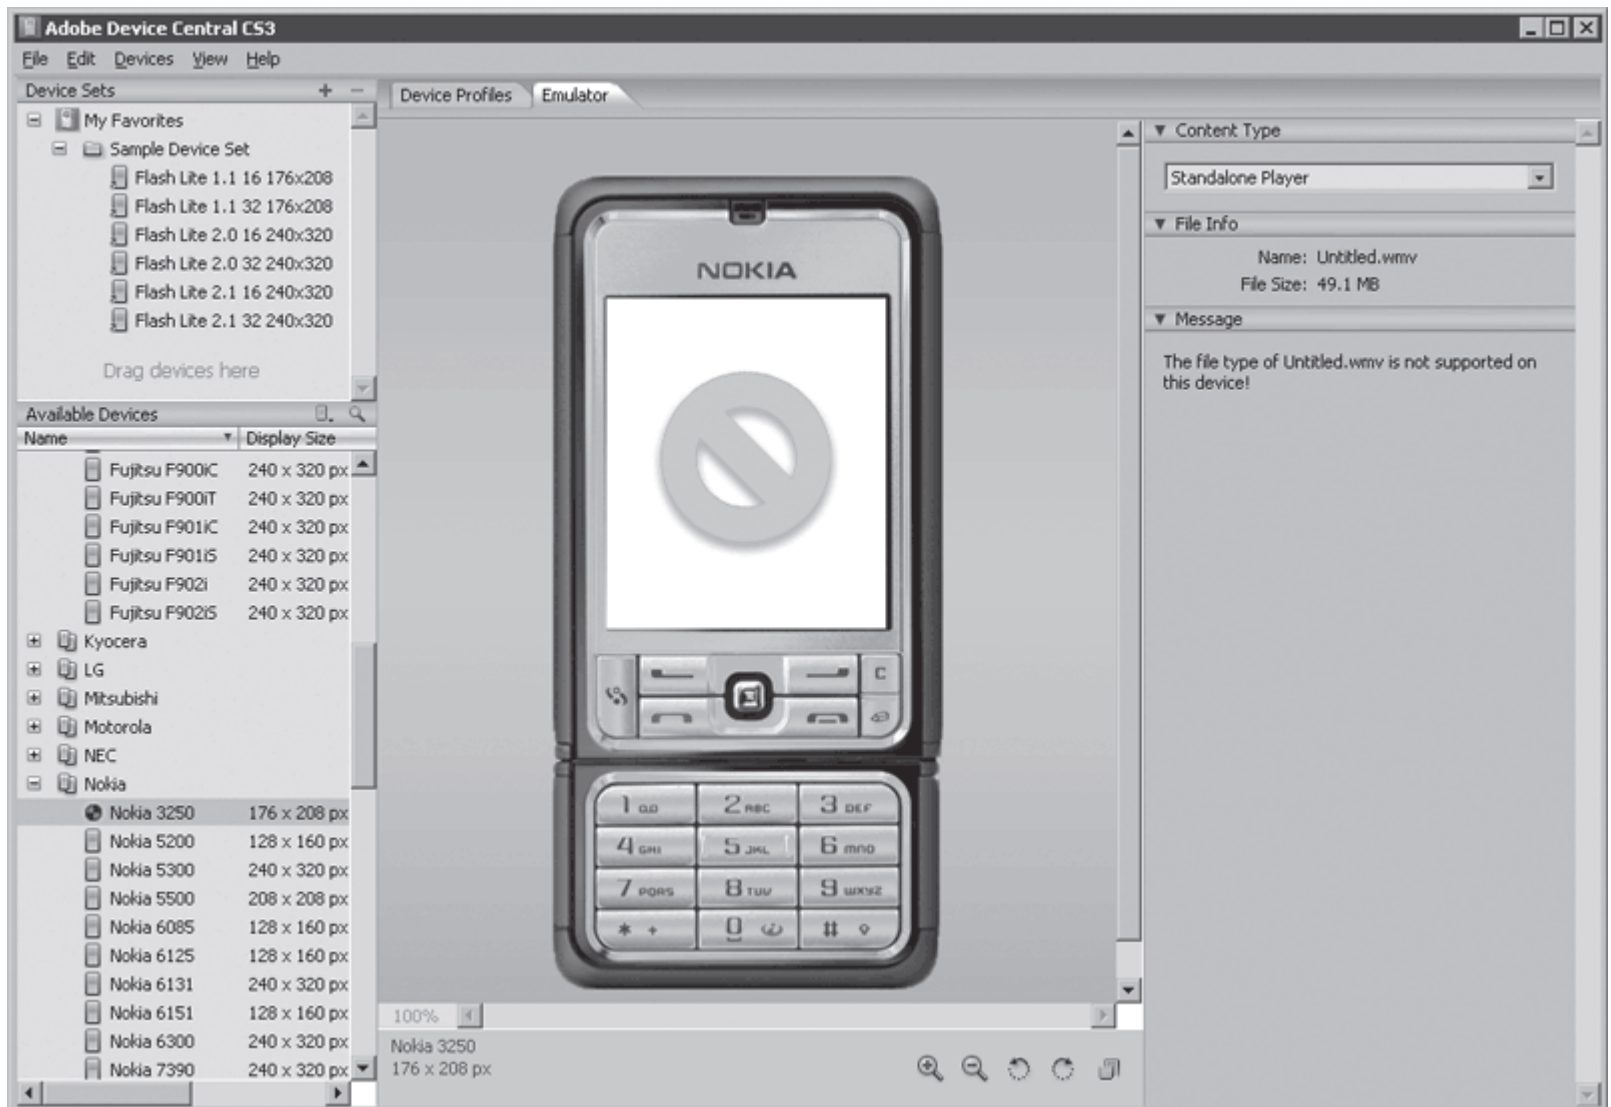 Adobe Device Central CS3
File Edit Devices View Help
Device Sets
My Favorites
Sample Device Set
Flash Lite 1.1 16 176x208
Flash Lite 1.1 32 176x208
Flash Lite 2.0 16 240x320
Flash Lite 2.0 32 240x320
Flash Lite 2.1 16 240x320
Flash Lite 2.1 32 240x320
Drag devices here
Available Devices
Name Display Size
Fujitsu F900iC 240 x 320 px
Fujitsu F900iT 240 x 320 px
Fujitsu F901iC 240 x 320 px
Fujitsu F901iS 240 x 320 px
Fujitsu F902i 240 x 320 px
Fujitsu F902iS 240 x 320 px
Kyocera
LG
Mitsubishi
Motorola
NEC
Nokia
Nokia 3250 176 x 208 px
Nokia 5200 128 x 160 px
Nokia 5300 240 x 320 px
Nokia 5500 208 x 208 px
Nokia 6085 128 x 160 px
Nokia 6125 128 x 160 px
Nokia 6131 240 x 320 px
Nokia 6151 128 x 160 px
Nokia 6300 240 x 320 px
Nokia 7390 240 x 320 px
Device Profiles Emulator
NOKIA
C
1 2 ABC 3 DEF
4 GHI 5 JKL 6 MNO
7 PQRS 8 TUV 9 WXYZ
* + 0 #
100%
Nokia 3250
176 x 208 px
Content Type
Standalone Player
File Info
Name: Untitled.wmv
File Size: 49.1 MB
Message
The file type of Untitled.wmv is not supported on
this device!